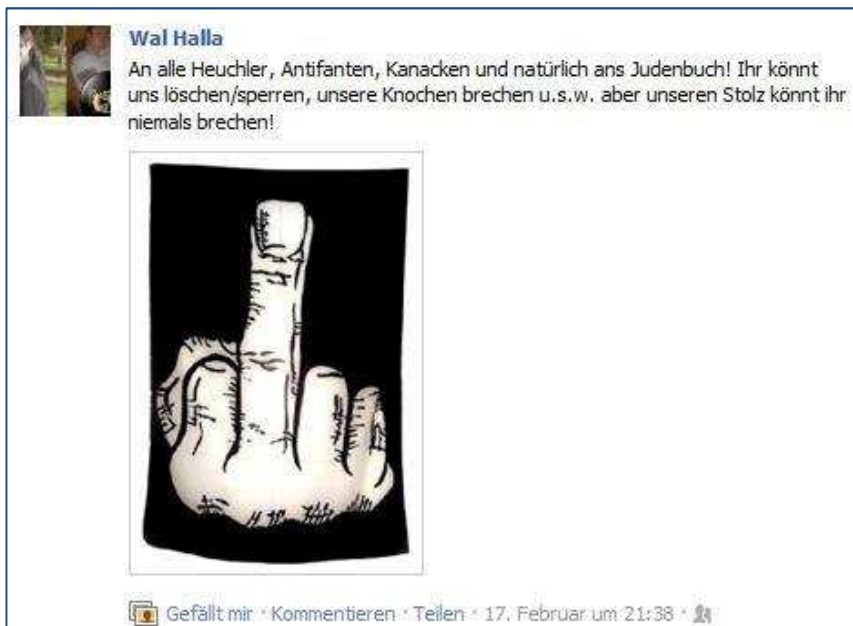 Wal Halla
An alle Heuchler, Antifanten, Kanacken und natürlich ans Judenbuch! Ihr könnt
uns löschen/sperren, unsere Knochen brechen u.s.w. aber unseren Stolz könnt ihr
niemals brechen!
Gefällt mir · Kommentieren · Teilen · 17. Februar um 21:38 ·